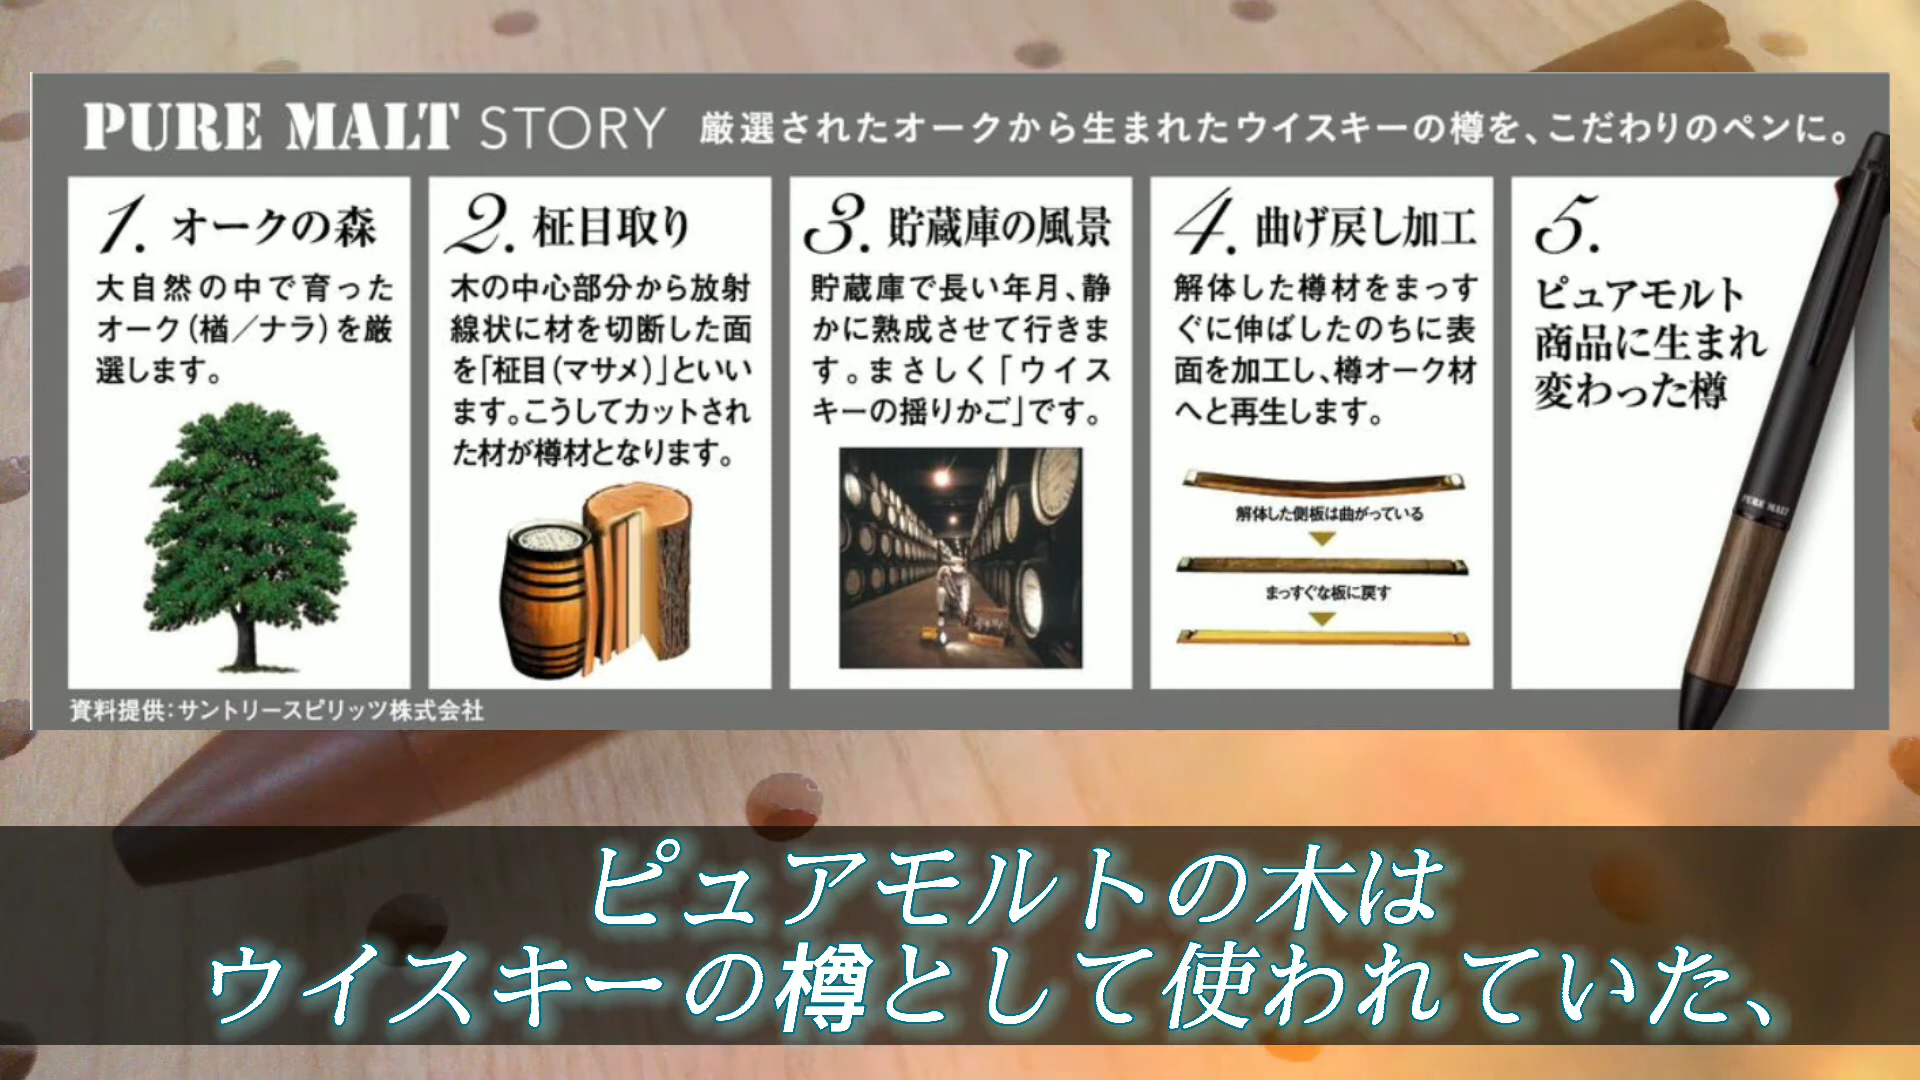 PURE MALT STORY 厳選されたオークから生まれたウイスキーの樽を、こだわりのペンに。
1. オークの森
大自然の中で育った
オーク(楢/ナラ)を厳
選します。
2. 柾目取り
木の中心部分から放射
線状に材を切断した面
を「柾目(マサメ)」といい
ます。こうしてカットされ
た材が樽材となります。
3. 貯蔵庫の風景
貯蔵庫で長い年月、静
かに熟成させて行きま
す。まさしく「ウイス
キーの揺りかご」です。
4. 曲げ戻し加工
解体した樽材をまっす
ぐに伸ばしたのちに表
面を加工し、樽オーク材
へと再生します。
解体した側板は曲がっている
まっすぐな板に戻す
5.
ピュアモルト
商品に生まれ
変わった樽
PURE MALT
資料提供:サントリースピリッツ株式会社
ピュアモルトの木は
ウイスキーの樽として使われていた、